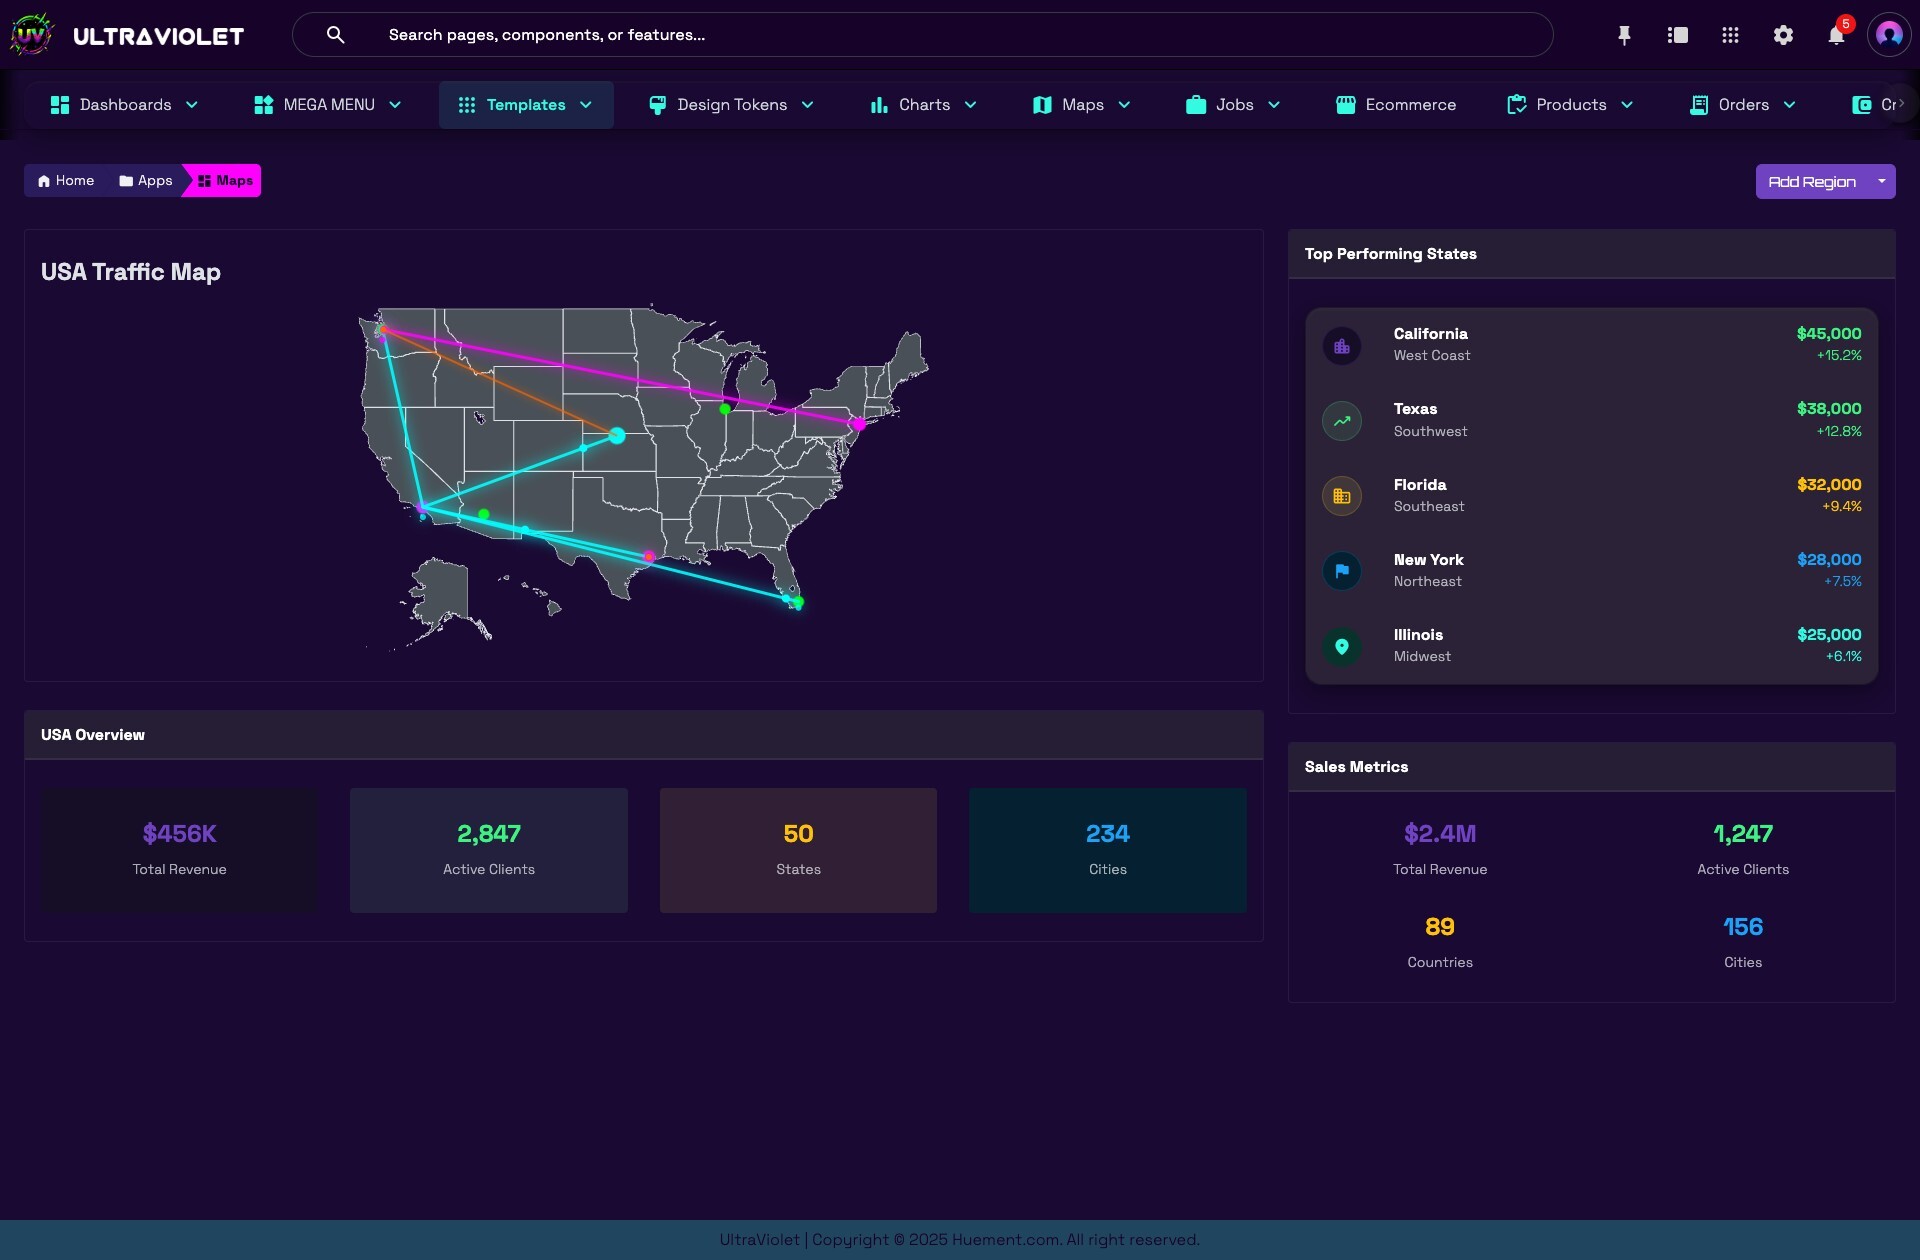 UV
ULTRAVIOLET
Search pages, components, or features...
5
Dashboards
MEGA MENU
Templates
Design Tokens
Charts
Maps
Jobs
Ecommerce
Products
Orders
Home
Apps
Maps
Add Region
USA Traffic Map
Top Performing States
California
$45,000
West Coast
+15.2%
Texas
$38,000
Southwest
+12.8%
Florida
$32,000
Southeast
+9.4%
New York
$28,000
Northeast
+7.5%
Illinois
$25,000
Midwest
+6.1%
USA Overview
$456K
Total Revenue
2,847
Active Clients
50
States
234
Cities
Sales Metrics
$2.4M
Total Revenue
1,247
Active Clients
89
Countries
156
Cities
UltraViolet | Copyright © 2025 Huement.com. All right reserved.